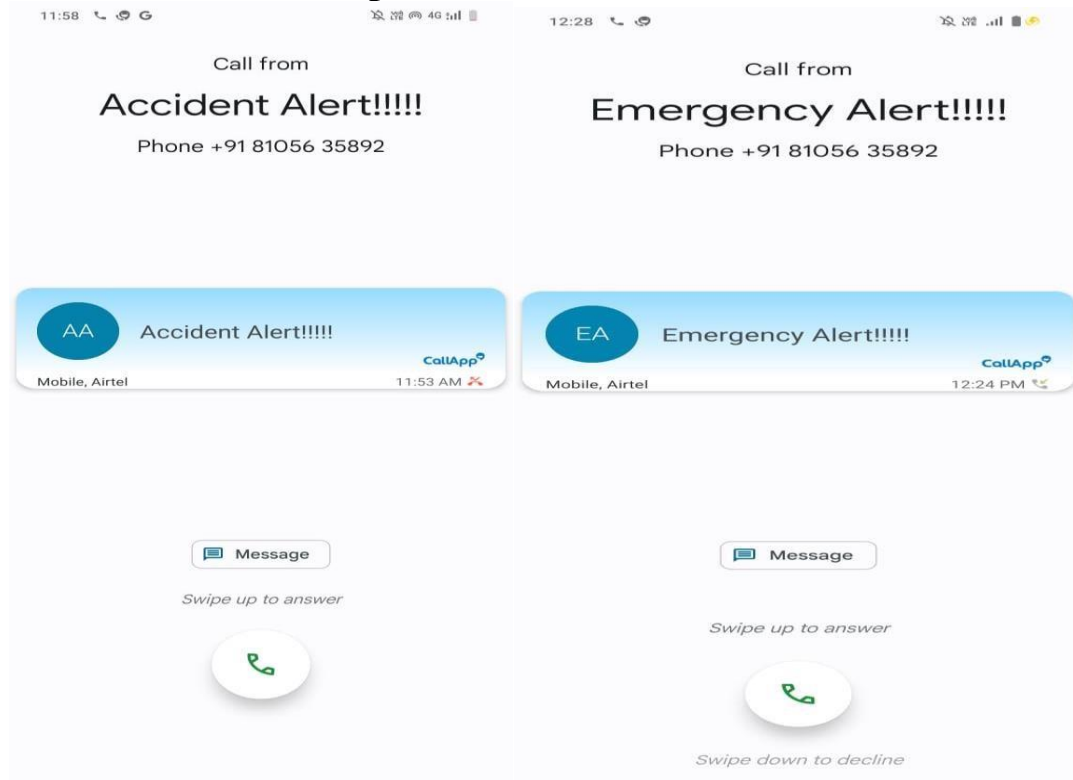 11:58 G 4G
Call from
Accident Alert!!!!!
Phone +91 81056 35892
AA Accident Alert!!!!!
CallApp
Mobile, Airtel 11:53 AM
Message
Swipe up to answer
12:28
Call from
Emergency Alert!!!!!
Phone +91 81056 35892
EA Emergency Alert!!!!!
CallApp
Mobile, Airtel 12:24 PM
Message
Swipe up to answer
Swipe down to decline